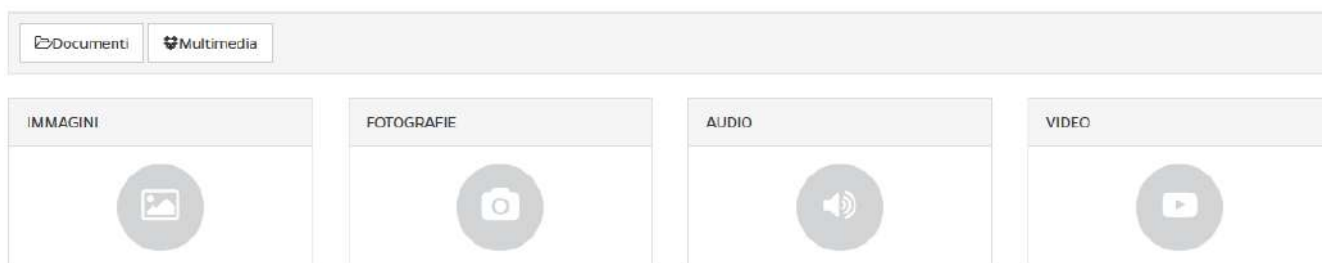 Documenti
Multimedia
IMMAGINI
FOTOGRAFIE
AUDIO
VIDEO